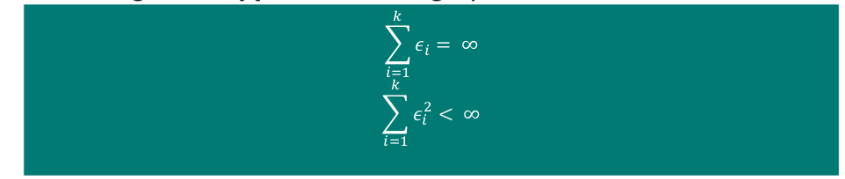 ∑_{i=1}^{k} ϵ_i = ∞
∑_{i=1}^{k} ϵ_i^2 < ∞